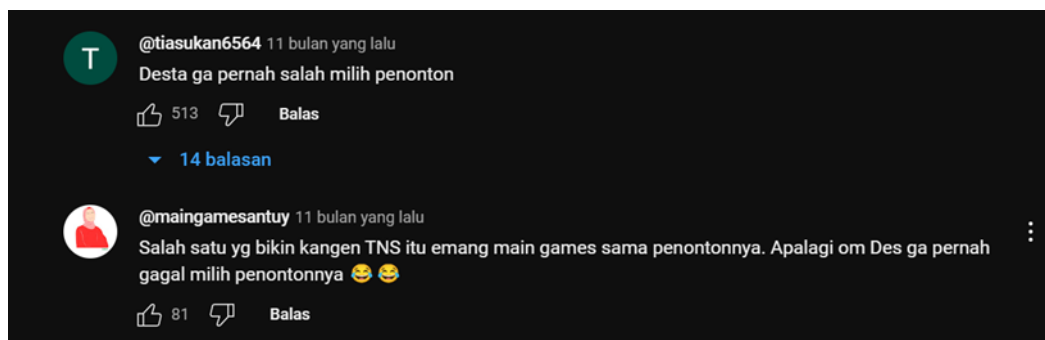 T
@tiasukan6564 11 bulan yang lalu
Desta ga pernah salah milih penonton
513 Balas
14 balasan
@maingamesantuy 11 bulan yang lalu
Salah satu yg bikin kangen TNS itu emang main games sama penontonnya. Apalagi om Des ga pernah
gagal milih penontonnya 😂 😂
81 Balas